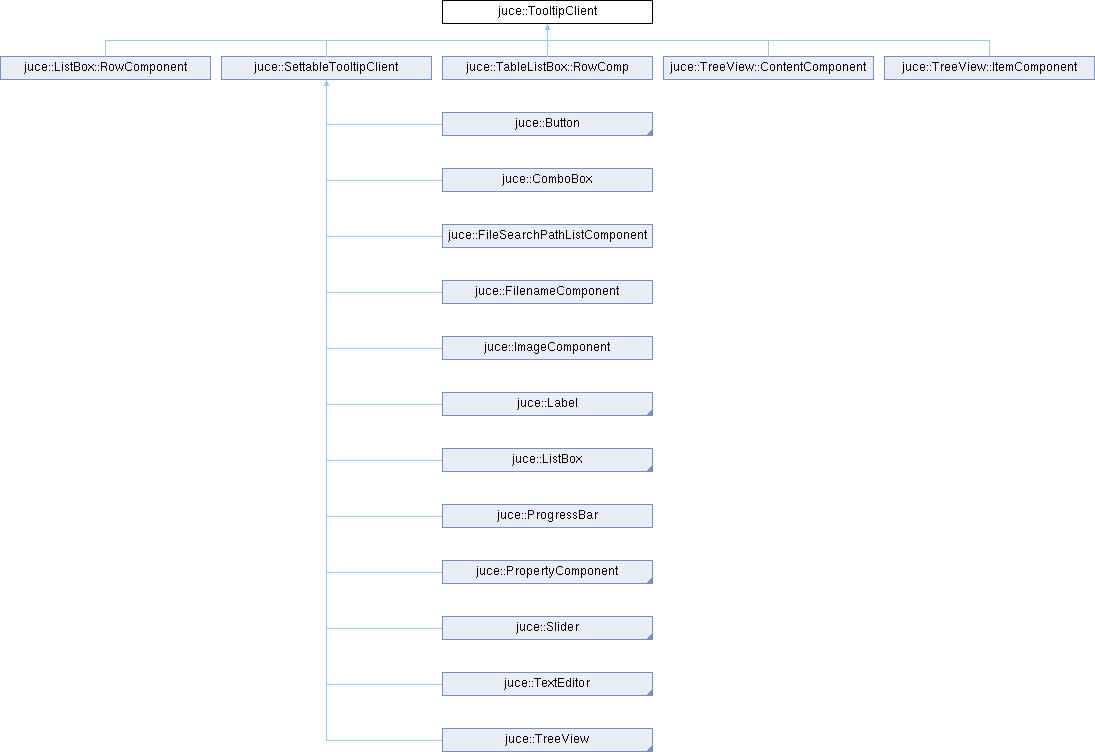 juce::TooltipClient
juce::ListBox::RowComponent
juce::SettableTooltipClient
juce::TableListBox::RowComp
juce::TreeView::ContentComponent
juce::TreeView::ItemComponent
juce::Button
juce::ComboBox
juce::FileSearchPathListComponent
juce::FilenameComponent
juce::ImageComponent
juce::Label
juce::ListBox
juce::ProgressBar
juce::PropertyComponent
juce::Slider
juce::TextEditor
juce::TreeView